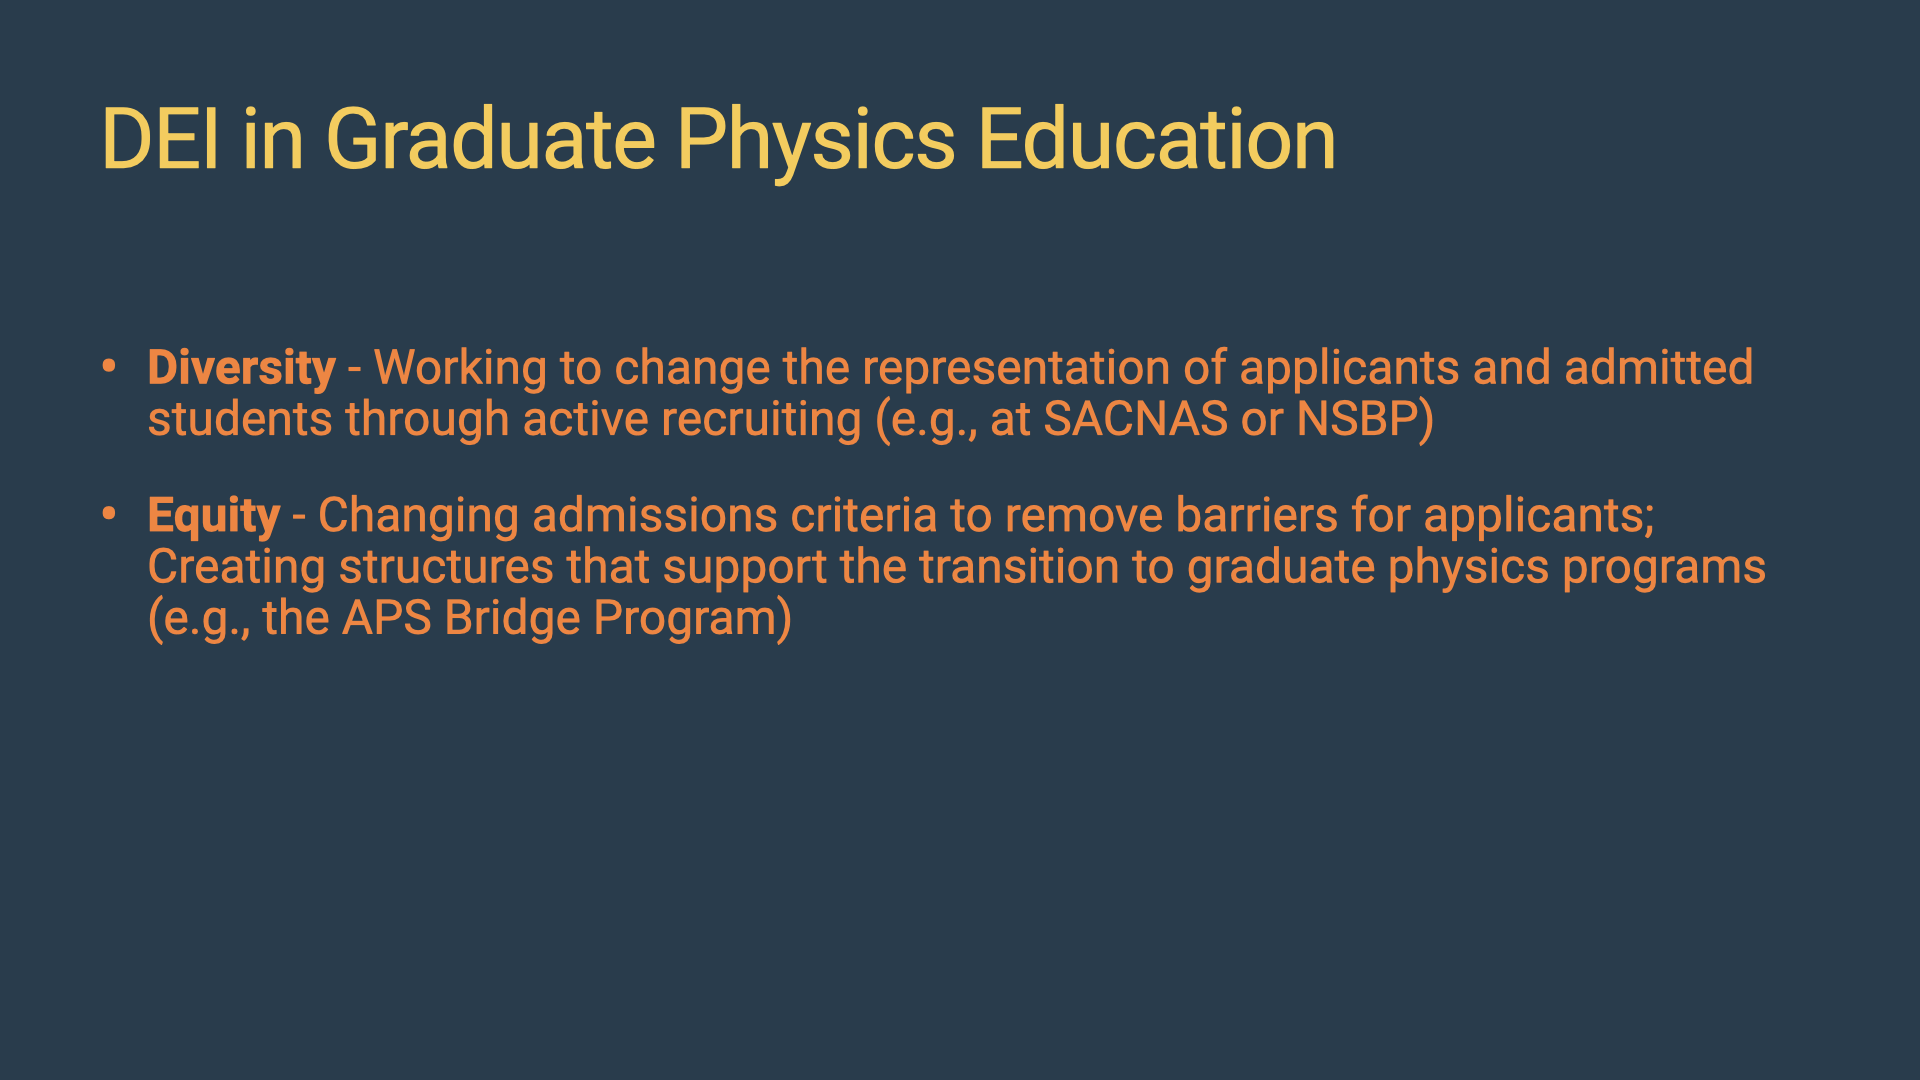 DEI in Graduate Physics Education
• Diversity - Working to change the representation of applicants and admitted
students through active recruiting (e.g., at SACNAS or NSBP)
• Equity - Changing admissions criteria to remove barriers for applicants;
Creating structures that support the transition to graduate physics programs
(e.g., the APS Bridge Program)